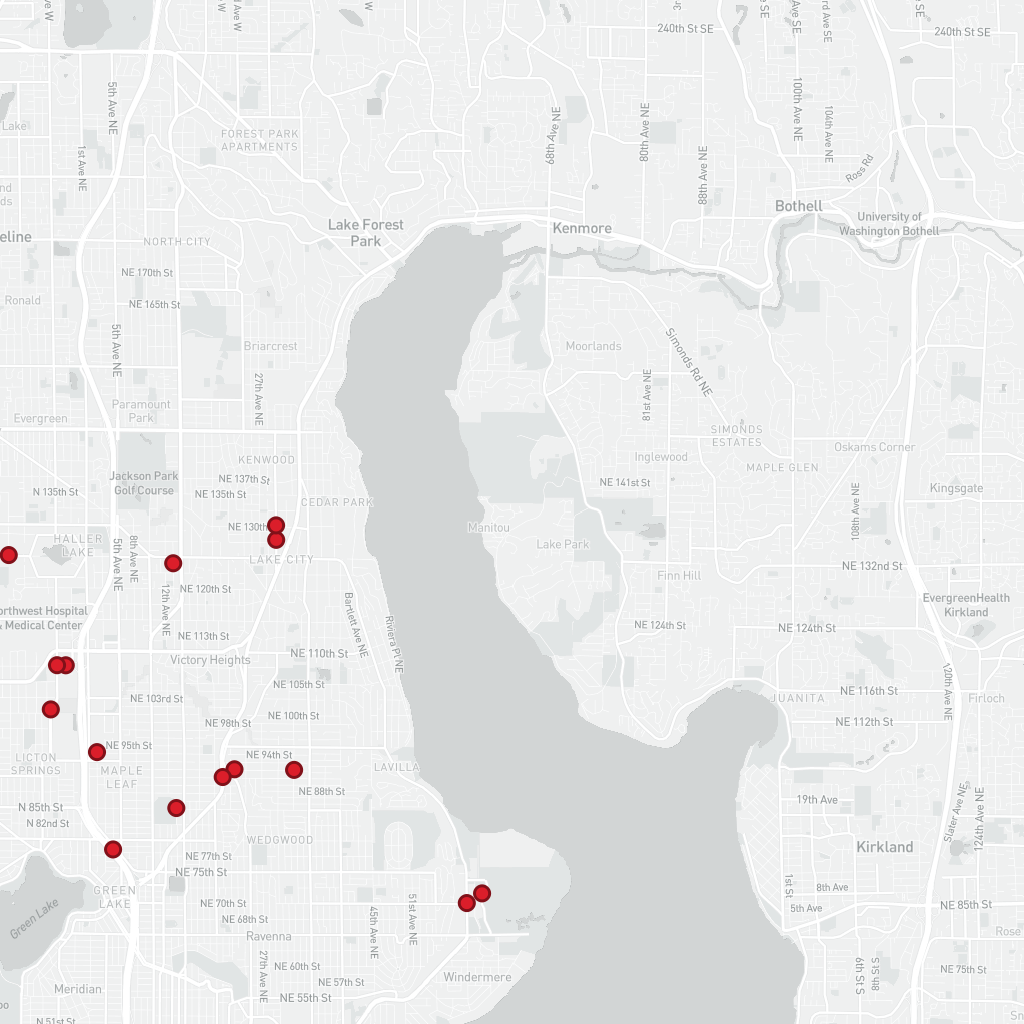 240th St SE
240th St SE
100th Ave SE
104th Ave NE
5th Ave NE
Lake
68th Ave NE
80th Ave NE
FOREST PARK
APARTMENTS
1st Ave NE
88th Ave NE
Ross Rd
Bothell
University of
Washington Bothell
Lake Forest
Park
Kenmore
eline
NORTH CITY
NE 170th St
Ronald
NE 165th St
5th Ave NE
Briarcrest
Moorlands
Simonds Rd NE
27th Ave NE
81st Ave NE
Paramount
Park
Evergreen
SIMONDS
ESTATES
Oskams Corner
KENWOOD
Inglewood
MAPLE GLEN
Jackson Park
Golf Course
NE 137th St
N 135th St
NE 135th St
NE 141st St
Kingsgate
CEDAR PARK
108th Ave NE
NE 130th
Manitou
HALLER
LAKE
8th Ave NE
5th Ave NE
Lake Park
LAKE CITY
NE 132nd St
Finn Hill
NE 120th St
12th Ave NE
EvergreenHealth
Kirkland
orthwest Hospital
& Medical Center
Bartlett Ave NE
Riviera Pl NE
NE 124th St
NE 124th St
NE 113th St
NE 110th St
Victory Heights
NE 105th St
120th Ave NE
NE 103rd St
JUANITA
NE 116th St
Firloch
NE 100th St
NE 98th St
NE 112th St
NE 95th St
NE 94th St
LICTON
SPRINGS
MAPLE
LEAF
LAVILLA
NE 88th St
19th Ave
N 85th St
N 82nd St
Slater Ave NE
124th Ave NE
WEDGWOOD
Kirkland
NE 77th St
NE 75th St
GREEN
LAKE
1st St
8th Ave
5th Ave
NE 85th St
NE 70th St
NE 68th St
45th Ave NE
51st Ave NE
Green Lake
Ravenna
Rose
NE 60th St
27th Ave NE
6th St S
8th St S
NE 75th St
Windermere
NE 57th St
Meridian
NE 55th St
N 51st St